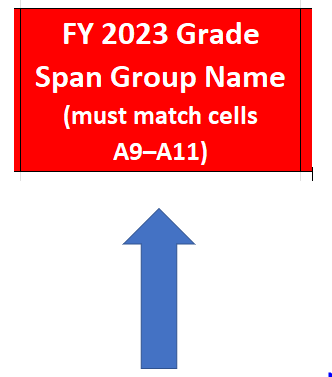 FY 2023 Grade
Span Group Name
(must match cells
A9–A11)